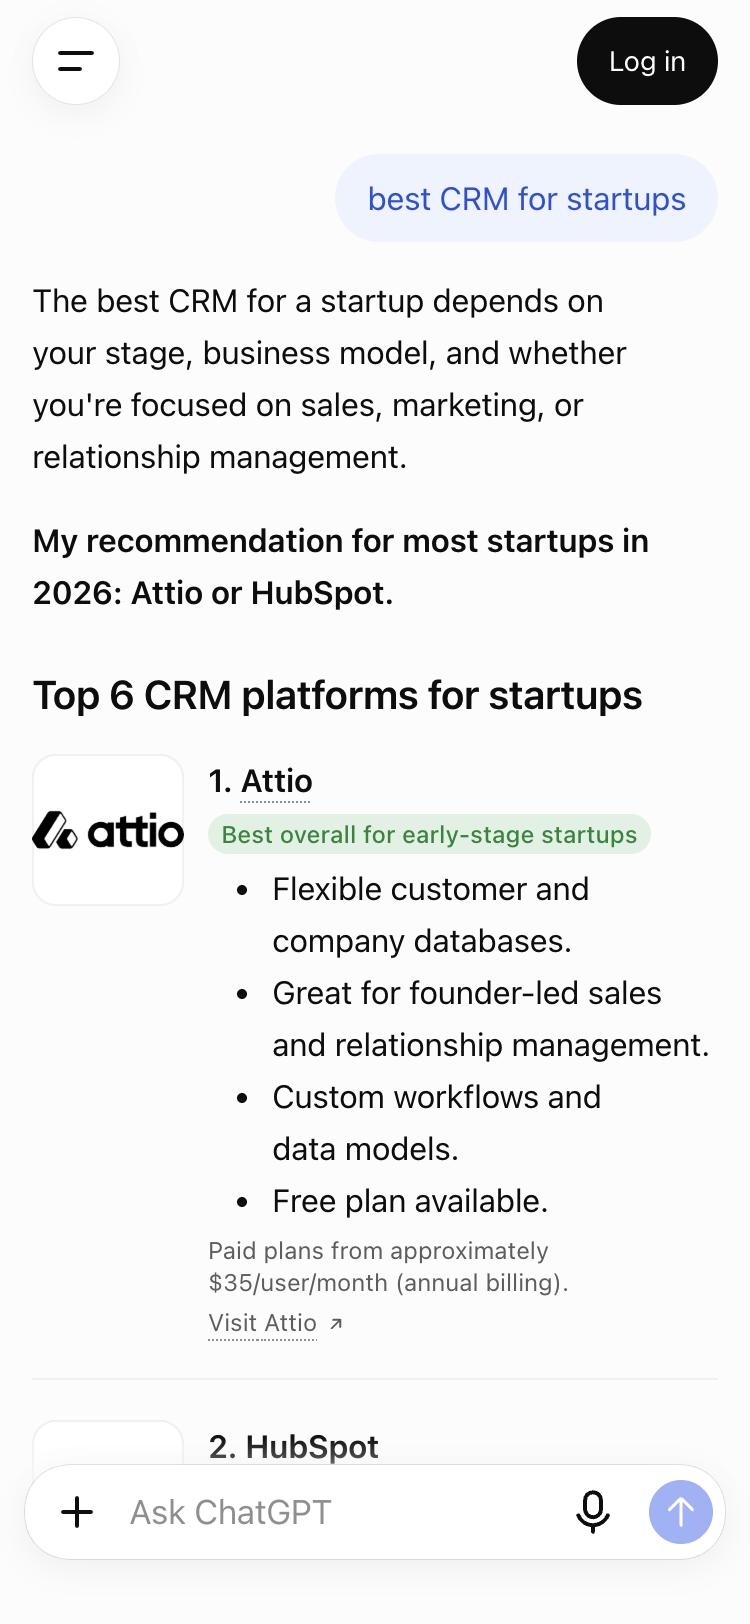 Log in
best CRM for startups
The best CRM for a startup depends on
your stage, business model, and whether
you're focused on sales, marketing, or
relationship management.
My recommendation for most startups in
2026: Attio or HubSpot.
Top 6 CRM platforms for startups
attio
1. Attio
Best overall for early-stage startups
• Flexible customer and
company databases.
• Great for founder-led sales
and relationship management.
• Custom workflows and
data models.
• Free plan available.
Paid plans from approximately
$35/user/month (annual billing).
Visit Attio ↗
2. HubSpot
Ask ChatGPT